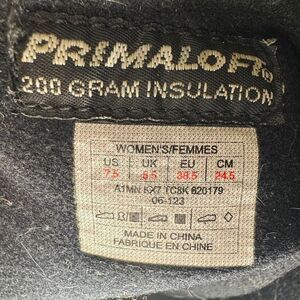 PRIMALOFT®
200 GRAM INSULATION
WOMEN'S/FEMMES
US UK EU CM
7.5 5.5 38.5 24.5
A1MN KX7 TC8K 620179
06-123
MADE IN CHINA
FABRIQUE EN CHINE